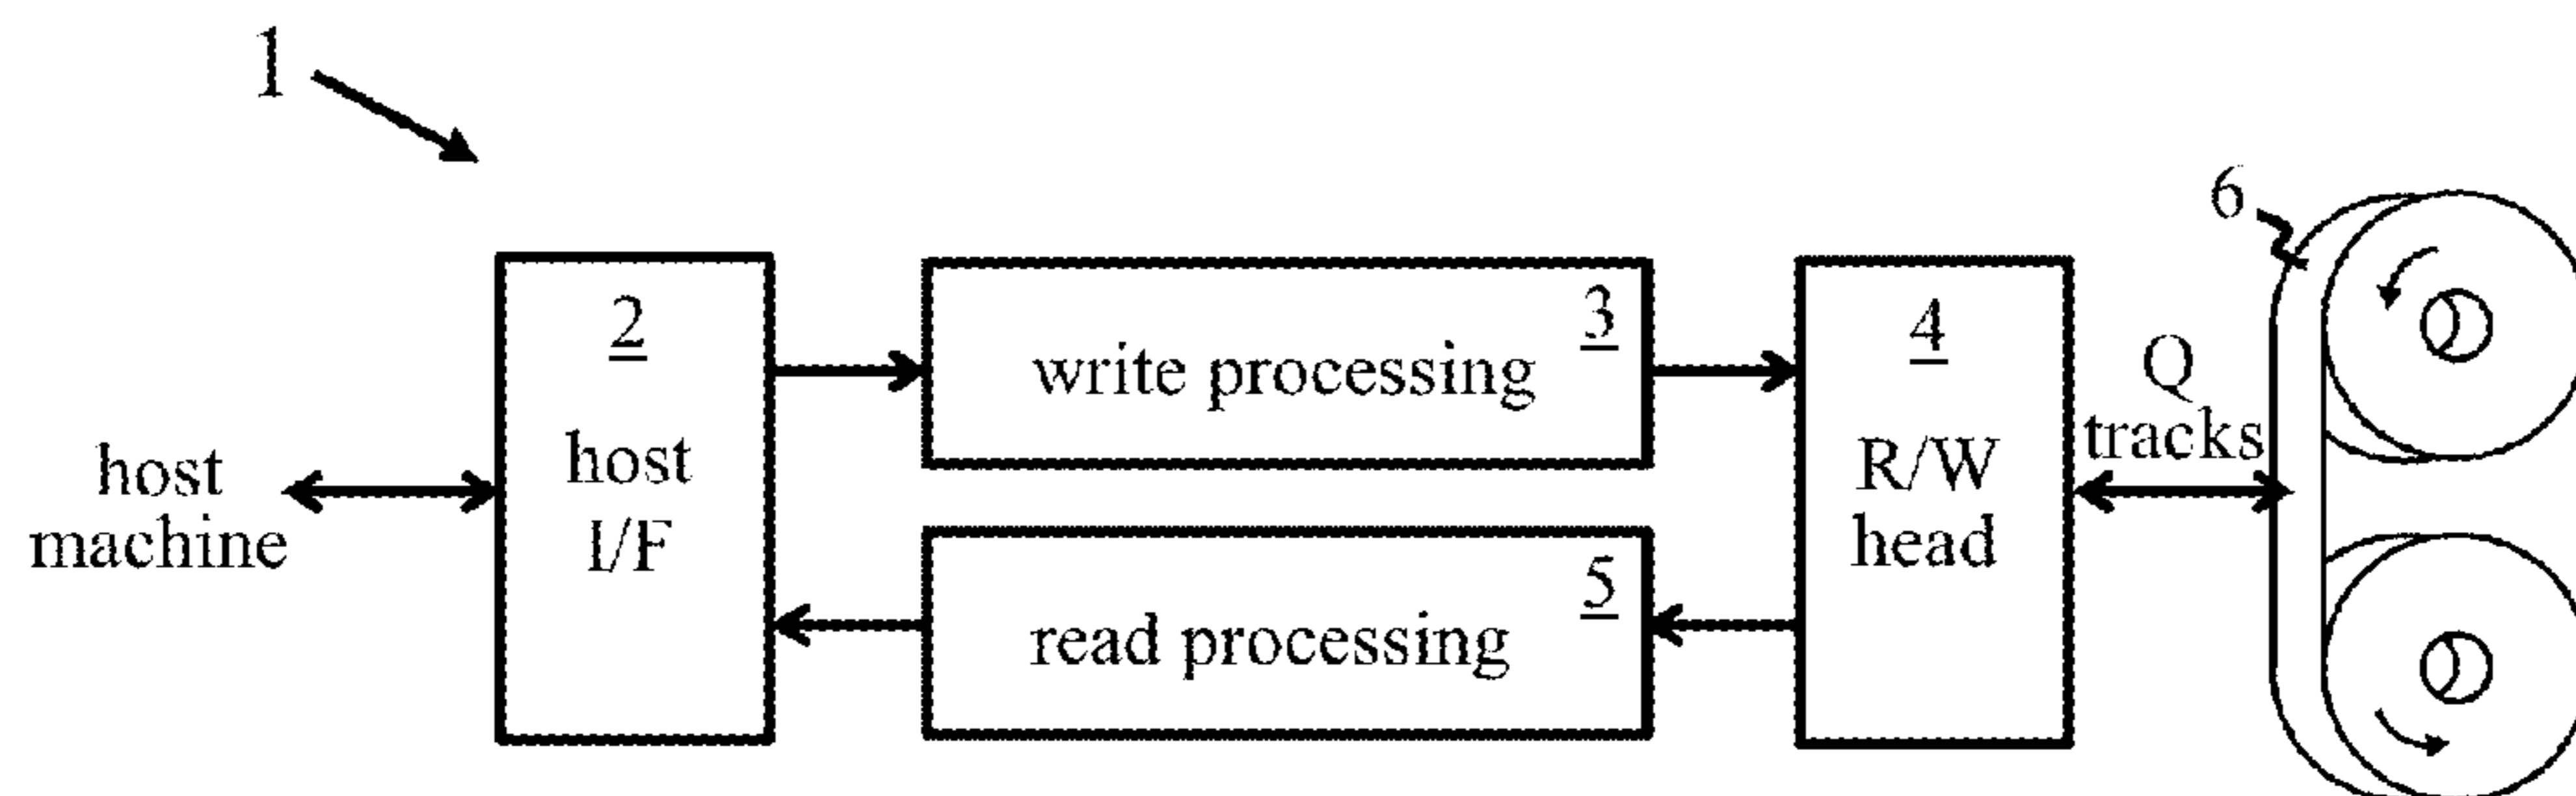 1
6
2
3
4
write processing
Q
tracks
host
machine
host
I/F
R/W
head
5
read processing